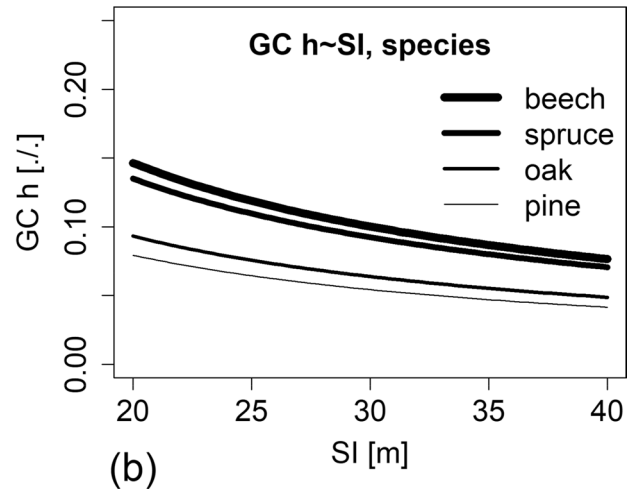 GC h~SI, species
beech
spruce
oak
pine
GC h [./.]
0.20
0.10
0.00
20 25 30 35 40
SI [m]
(b)